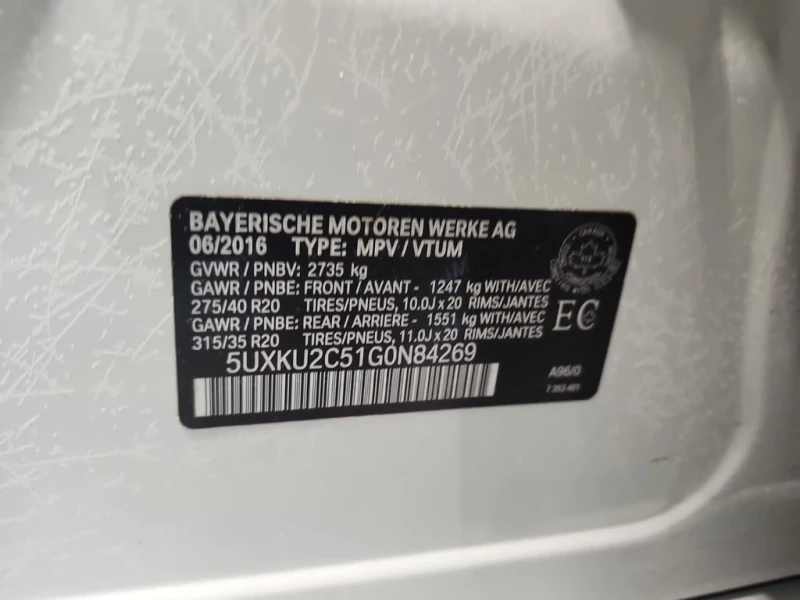 BAYERISCHE MOTOREN WERKE AG
06/2016 TYPE: MPV / VTUM
GVWR / PNBV: 2735 kg
GAWR / PNBE: FRONT / AVANT - 1247 kg WITH/AVEC
275/40 R20 TIRES/PNEUS, 10.0J x 20 RIMS/JANTES
GAWR / PNBE: REAR / ARRIERE - 1551 kg WITH/AVEC
315/35 R20 TIRES/PNEUS, 11.0J x 20 RIMS/JANTES
EC
5UXKU2C51G0N84269
A96/0